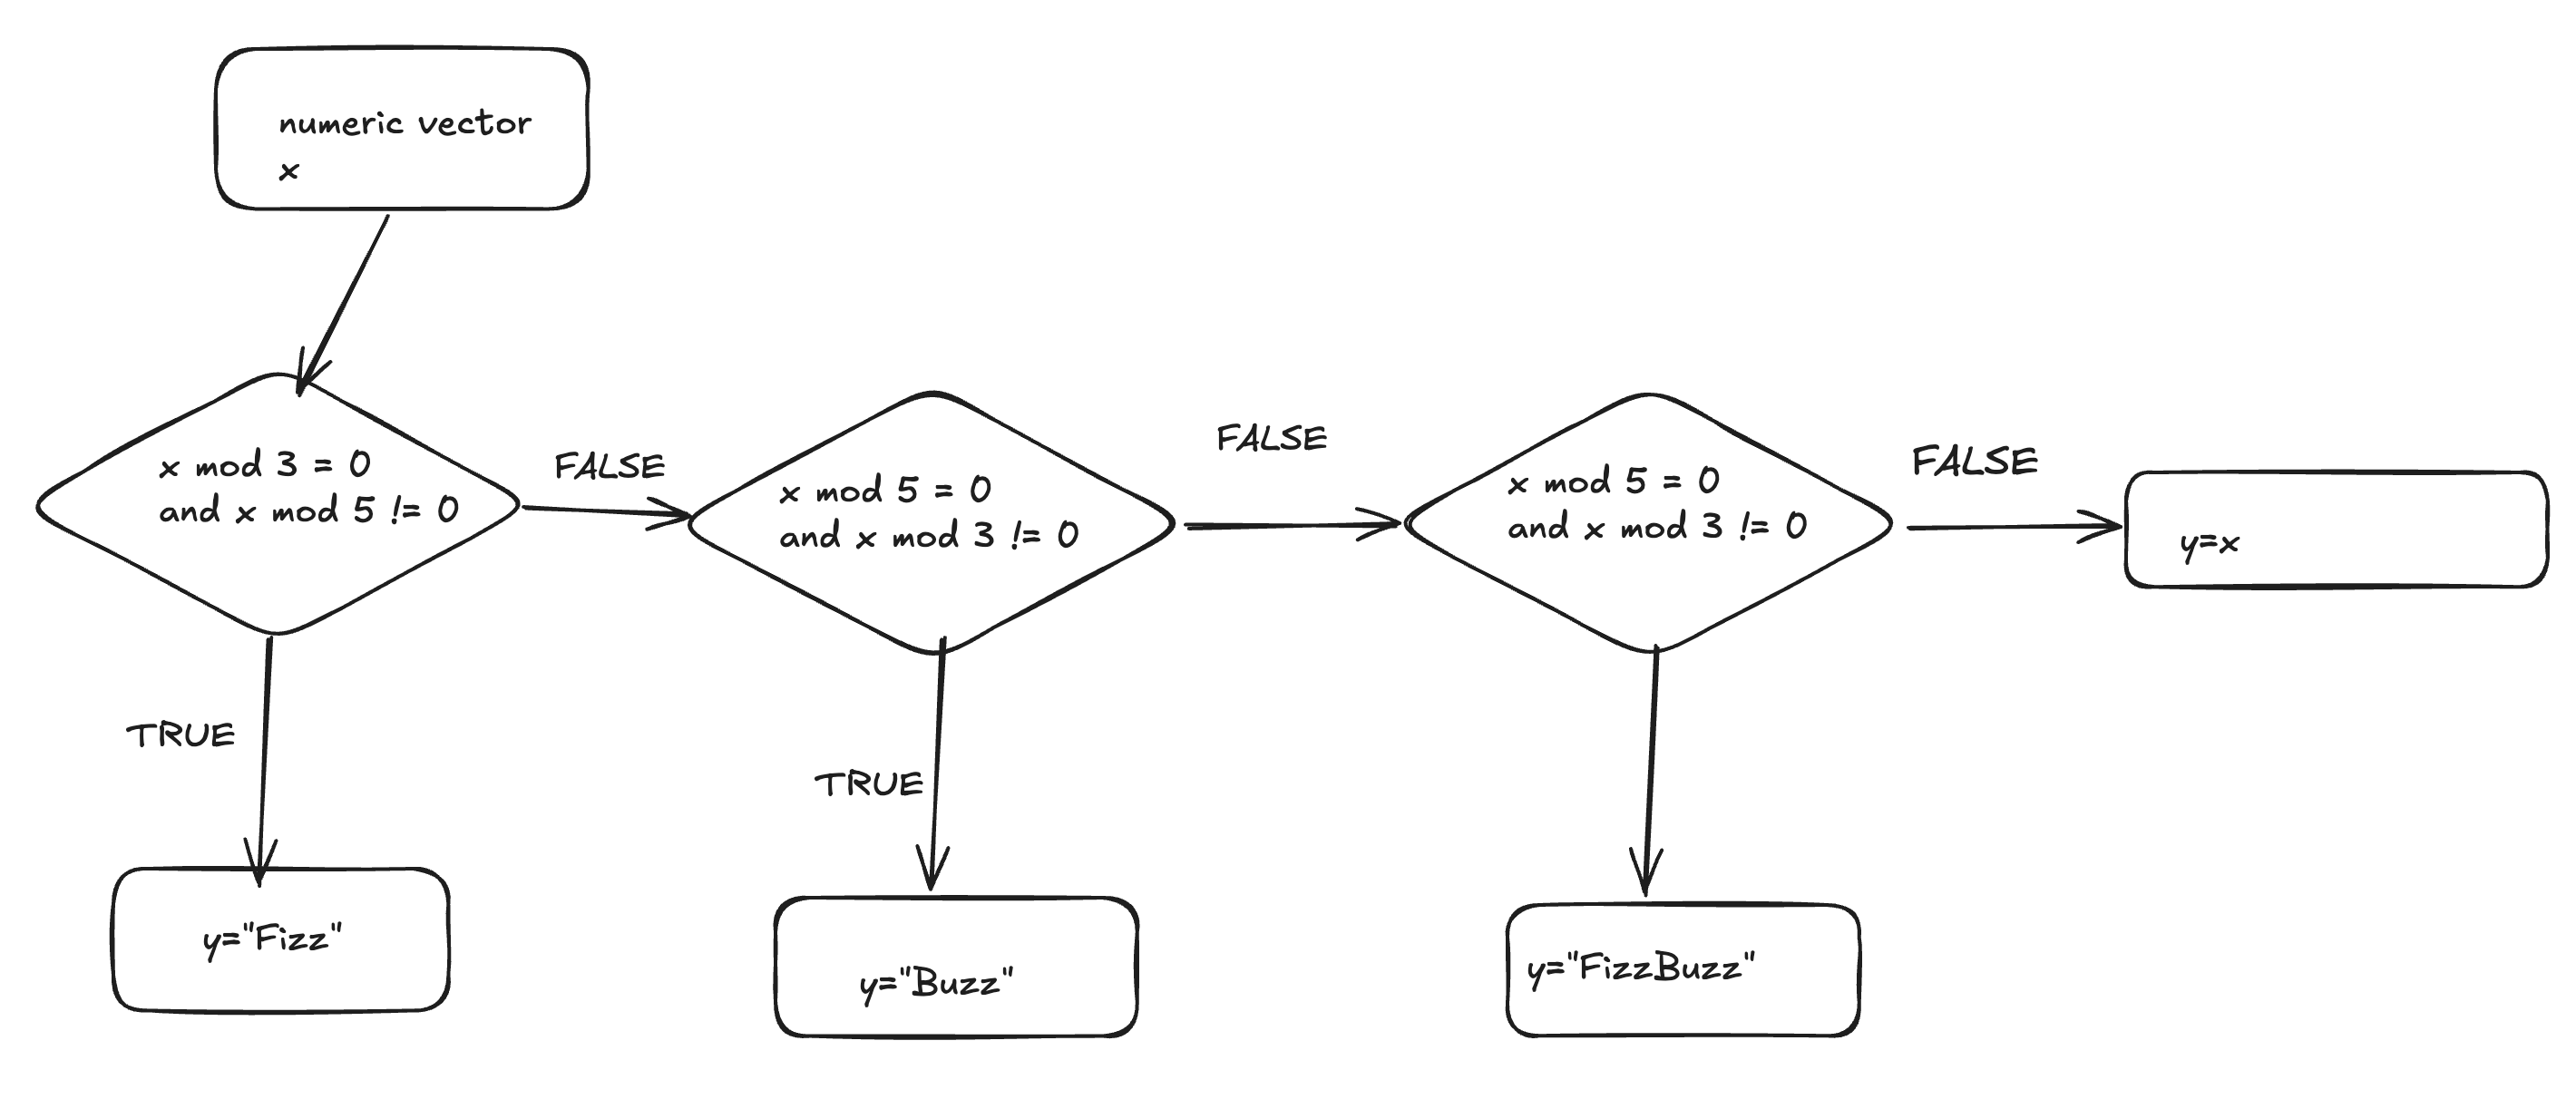 numeric vector
x
x mod 3 = 0
and x mod 5 != 0
FALSE
x mod 5 = 0
and x mod 3 != 0
FALSE
x mod 5 = 0
and x mod 3 != 0
FALSE
y=x
TRUE
TRUE
y="Fizz"
y="Buzz"
y="FizzBuzz"